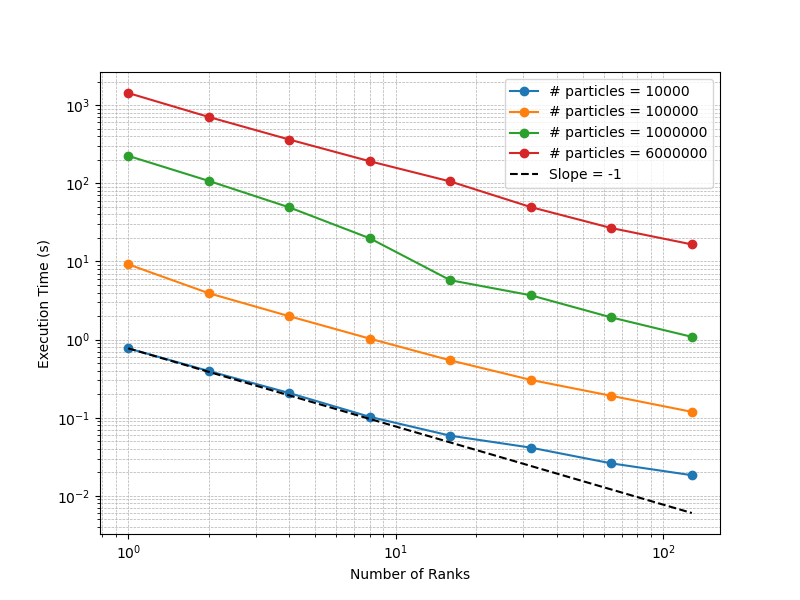 # particles = 10000
# particles = 100000
# particles = 1000000
# particles = 6000000
Slope = -1
10³
10²
10¹
10⁰
10⁻¹
10⁻²
Execution Time (s)
10⁰
10¹
10²
Number of Ranks